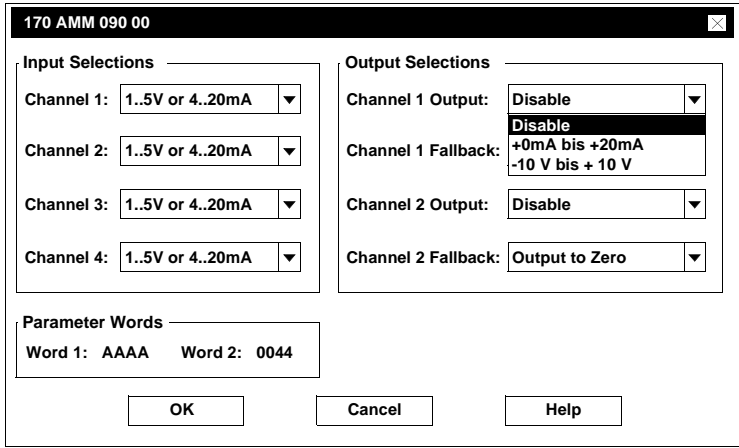 170 AMM 090 00
Input Selections
Channel 1: 1..5V or 4..20mA
Channel 2: 1..5V or 4..20mA
Channel 3: 1..5V or 4..20mA
Channel 4: 1..5V or 4..20mA
Output Selections
Channel 1 Output: Disable
Disable
+0mA bis +20mA
-10 V bis + 10 V
Channel 1 Fallback:
Channel 2 Output: Disable
Channel 2 Fallback: Output to Zero
Parameter Words
Word 1: AAAA Word 2: 0044
OK Cancel Help